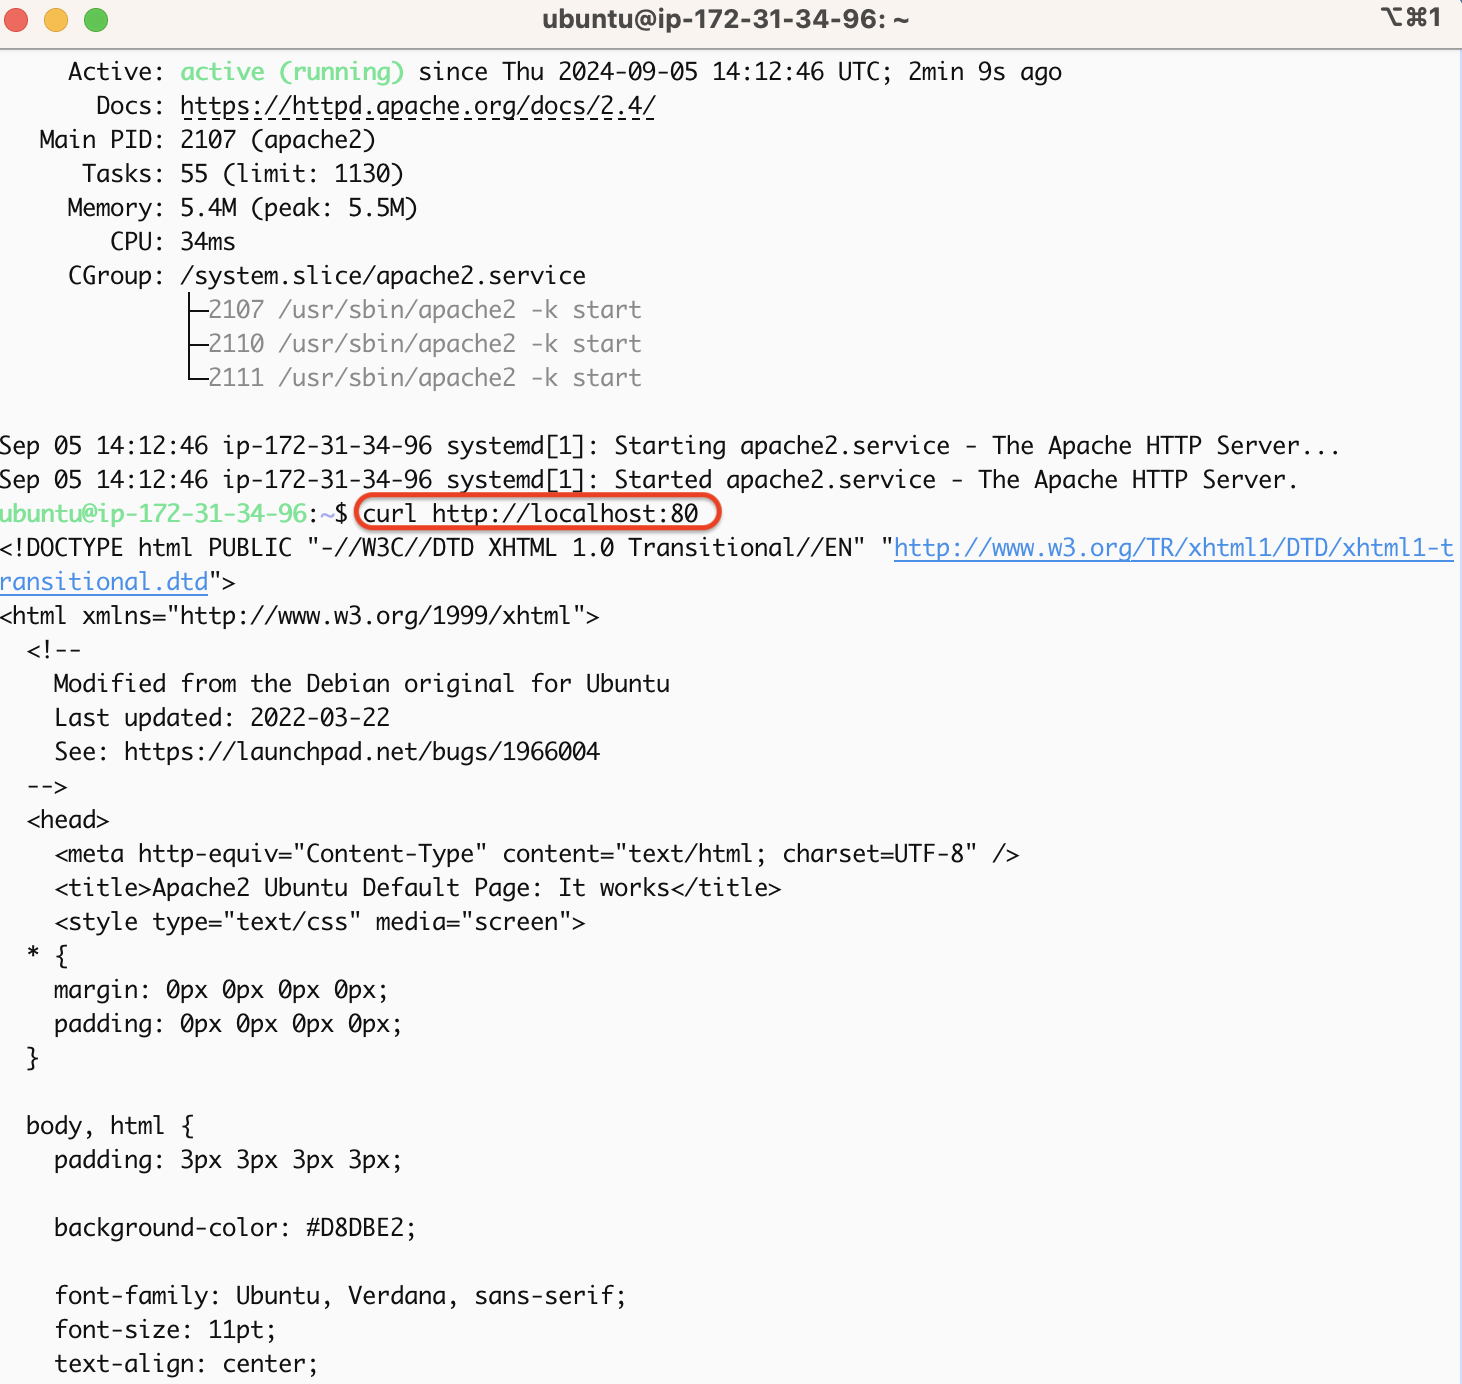 ubuntu@ip-172-31-34-96: ~
⌥⌘1
Active: active (running) since Thu 2024-09-05 14:12:46 UTC; 2min 9s ago
Docs: https://httpd.apache.org/docs/2.4/
Main PID: 2107 (apache2)
Tasks: 55 (limit: 1130)
Memory: 5.4M (peak: 5.5M)
CPU: 34ms
CGroup: /system.slice/apache2.service
├─2107 /usr/sbin/apache2 -k start
├─2110 /usr/sbin/apache2 -k start
└─2111 /usr/sbin/apache2 -k start
Sep 05 14:12:46 ip-172-31-34-96 systemd[1]: Starting apache2.service - The Apache HTTP Server...
Sep 05 14:12:46 ip-172-31-34-96 systemd[1]: Started apache2.service - The Apache HTTP Server.
ubuntu@ip-172-31-34-96:~$ curl http://localhost:80
<!DOCTYPE html PUBLIC "-//W3C//DTD XHTML 1.0 Transitional//EN" "http://www.w3.org/TR/xhtml1/DTD/xhtml1-t
ransitional.dtd">
<html xmlns="http://www.w3.org/1999/xhtml">
<!--
Modified from the Debian original for Ubuntu
Last updated: 2022-03-22
See: https://launchpad.net/bugs/1966004
-->
<head>
<meta http-equiv="Content-Type" content="text/html; charset=UTF-8" />
<title>Apache2 Ubuntu Default Page: It works</title>
<style type="text/css" media="screen">
* {
margin: 0px 0px 0px 0px;
padding: 0px 0px 0px 0px;
}
body, html {
padding: 3px 3px 3px 3px;
background-color: #D8DBE2;
font-family: Ubuntu, Verdana, sans-serif;
font-size: 11pt;
text-align: center;